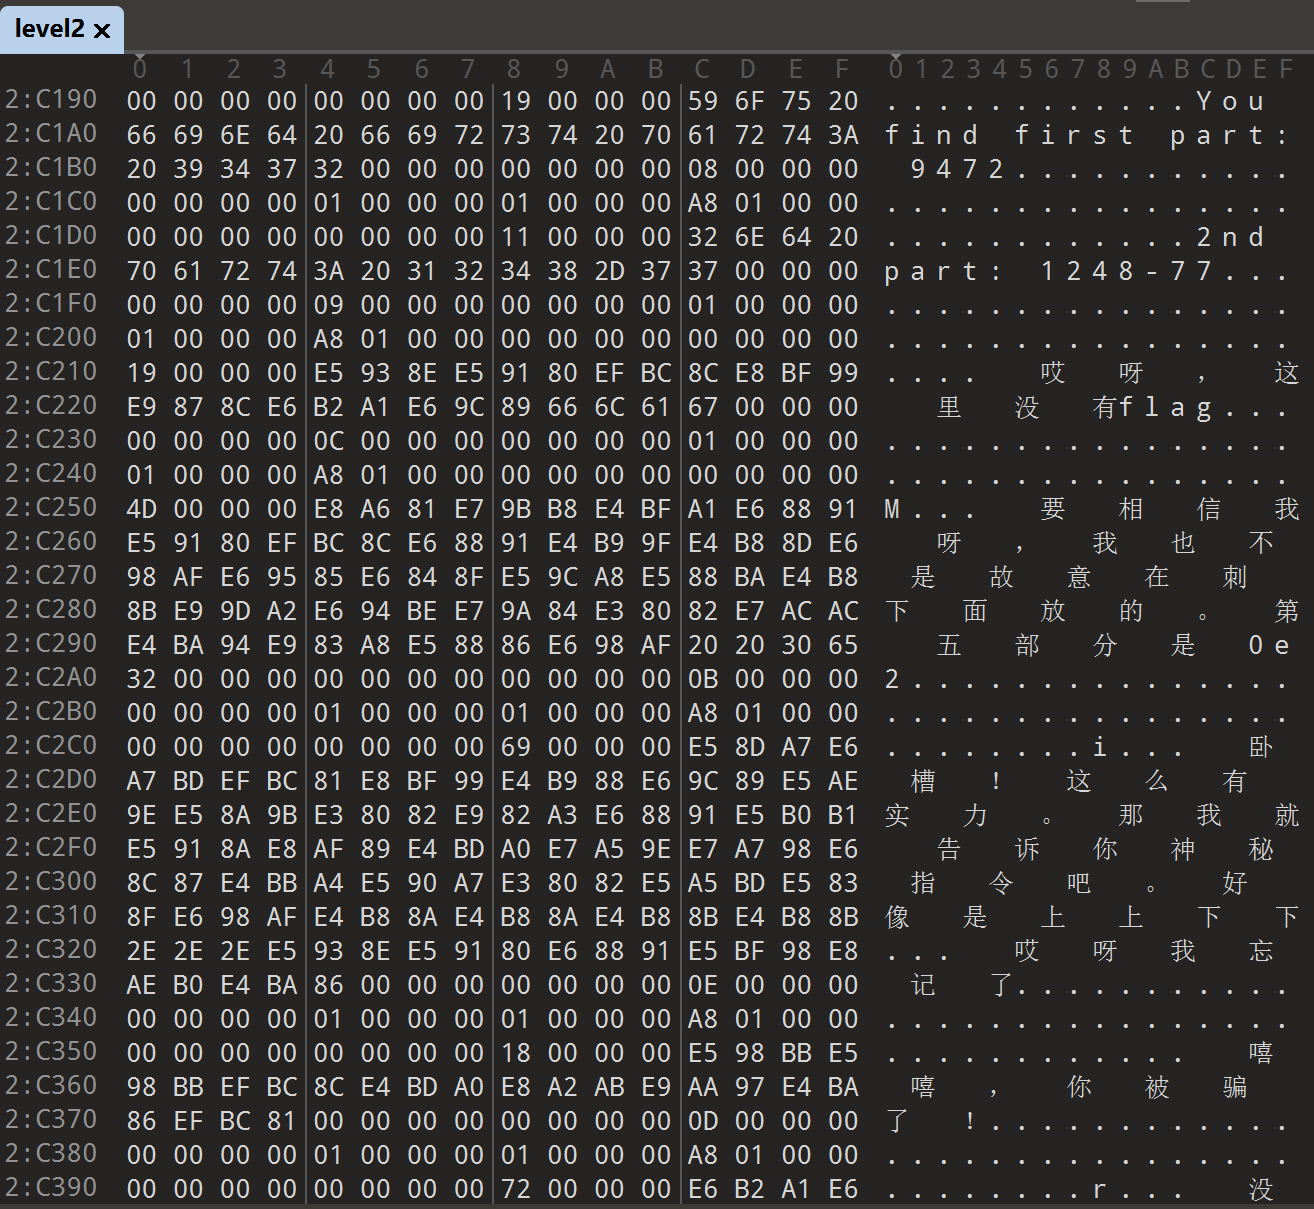 level2 ×
0 1 2 3 4 5 6 7 8 9 A B C D E F 0 1 2 3 4 5 6 7 8 9 A B C D E F
2:C190 00 00 00 00 00 00 00 00 19 00 00 00 59 6F 75 20 ............You
2:C1A0 66 69 6E 64 20 66 69 72 73 74 20 70 61 72 74 3A find first part:
2:C1B0 20 39 34 37 32 00 00 00 00 00 00 00 08 00 00 00 9472...........
2:C1C0 00 00 00 00 01 00 00 00 01 00 00 00 A8 01 00 00 ................
2:C1D0 00 00 00 00 00 00 00 00 11 00 00 00 32 6E 64 20 ............2nd
2:C1E0 70 61 72 74 3A 20 31 32 34 38 2D 37 37 00 00 00 part: 1248-77...
2:C1F0 00 00 00 00 09 00 00 00 00 00 00 00 01 00 00 00 ................
2:C200 01 00 00 00 A8 01 00 00 00 00 00 00 00 00 00 00 ................
2:C210 19 00 00 00 E5 93 8E E5 91 80 EF BC 8C E8 BF 99 .... 哎 呀 ， 这
2:C220 E9 87 8C E6 B2 A1 E6 9C 89 66 6C 61 67 00 00 00 里 没 有flag...
2:C230 00 00 00 00 0C 00 00 00 00 00 00 00 01 00 00 00 ................
2:C240 01 00 00 00 A8 01 00 00 00 00 00 00 00 00 00 00 ................
2:C250 4D 00 00 00 E8 A6 81 E7 9B B8 E4 BF A1 E6 88 91 M... 要 相 信 我
2:C260 E5 91 80 EF BC 8C E6 88 91 E4 B9 9F E4 B8 8D E6 呀 ， 我 也 不
2:C270 98 AF E6 95 85 E6 84 8F E5 9C A8 E5 88 BA E4 B8 是 故 意 在 刺
2:C280 8B E9 9D A2 E6 94 BE E7 9A 84 E3 80 82 E7 AC AC 下 面 放 的 。 第
2:C290 E4 BA 94 E9 83 A8 E5 88 86 E6 98 AF 20 20 30 65 五 部 分 是 0e
2:C2A0 32 00 00 00 00 00 00 00 00 00 00 00 0B 00 00 00 2...............
2:C2B0 00 00 00 00 01 00 00 00 01 00 00 00 A8 01 00 00 ................
2:C2C0 00 00 00 00 00 00 00 00 69 00 00 00 E5 8D A7 E6 ........i... 卧
2:C2D0 A7 BD EF BC 81 E8 BF 99 E4 B9 88 E6 9C 89 E5 AE 槽 ！ 这 么 有
2:C2E0 9E E5 8A 9B E3 80 82 E9 82 A3 E6 88 91 E5 B0 B1 实 力 。 那 我 就
2:C2F0 E5 91 8A E8 AF 89 E4 BD A0 E7 A5 9E E7 A7 98 E6 告 诉 你 神 秘
2:C300 8C 87 E4 BB A4 E5 90 A7 E3 80 82 E5 A5 BD E5 83 指 令 吧 。 好
2:C310 8F E6 98 AF E4 B8 8A E4 B8 8A E4 B8 8B E4 B8 8B 像 是 上 上 下 下
2:C320 2E 2E 2E E5 93 8E E5 91 80 E6 88 91 E5 BF 98 E8 ... 哎 呀 我 忘
2:C330 AE B0 E4 BA 86 00 00 00 00 00 00 00 0E 00 00 00 记 了...........
2:C340 00 00 00 00 01 00 00 00 01 00 00 00 A8 01 00 00 ................
2:C350 00 00 00 00 00 00 00 00 18 00 00 00 E5 98 BB E5 ............ 嘻
2:C360 98 BB EF BC 8C E4 BD A0 E8 A2 AB E9 AA 97 E4 BA 嘻 ， 你 被 骗
2:C370 86 EF BC 81 00 00 00 00 00 00 00 00 0D 00 00 00 了 ！............
2:C380 00 00 00 00 01 00 00 00 01 00 00 00 A8 01 00 00 ................
2:C390 00 00 00 00 00 00 00 00 72 00 00 00 E6 B2 A1 E6 ........r... 没